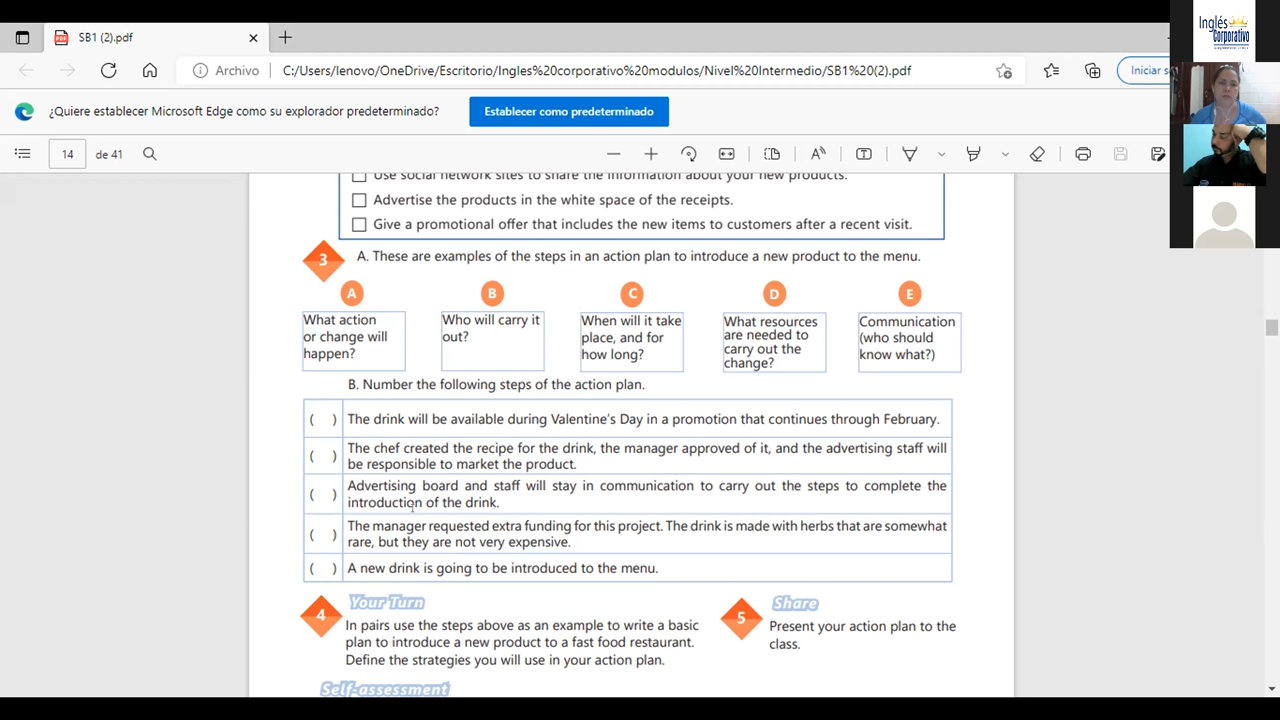 SB1 (2).pdf
Archivo
C:/Users/lenovo/OneDrive/Escritorio/Ingles%20corporativo%20modulos/Nivel%20Intermedio/SB1%20(2).pdf
Iniciar s
¿Quiere establecer Microsoft Edge como su explorador predeterminado?
Establecer como predeterminado
14 de 41
Inglés
Corporativo
Use social network sites to share the information about your new products.
Advertise the products in the white space of the receipts.
Give a promotional offer that includes the new items to customers after a recent visit.
3
A. These are examples of the steps in an action plan to introduce a new product to the menu.
A
What action
or change will
happen?
B
Who will carry it
out?
C
When will it take
place, and for
how long?
D
What resources
are needed to
carry out the
change?
E
Communication
(who should
know what?)
B. Number the following steps of the action plan.
( ) The drink will be available during Valentine's Day in a promotion that continues through February.
( ) The chef created the recipe for the drink, the manager approved of it, and the advertising staff will
be responsible to market the product.
( ) Advertising board and staff will stay in communication to carry out the steps to complete the
introduction of the drink.
( ) The manager requested extra funding for this project. The drink is made with herbs that are somewhat
rare, but they are not very expensive.
( ) A new drink is going to be introduced to the menu.
4
Your Turn
In pairs use the steps above as an example to write a basic
plan to introduce a new product to a fast food restaurant.
Define the strategies you will use in your action plan.
5
Share
Present your action plan to the
class.
Self-assessment